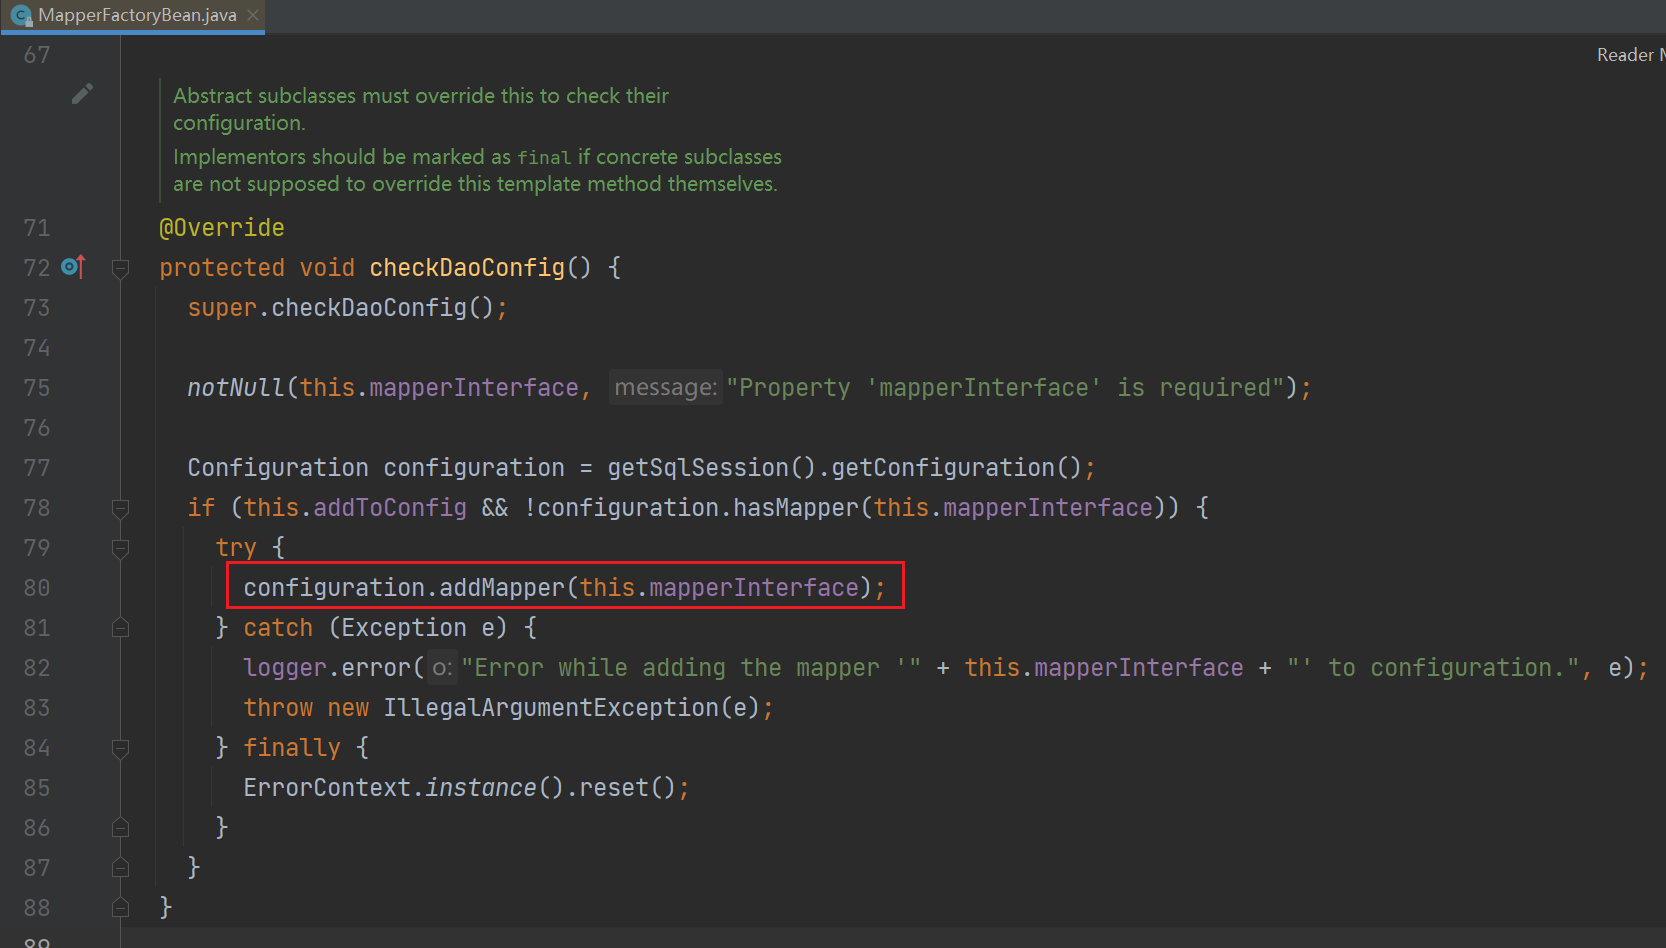 MapperFactoryBean.java
67
Reader M
Abstract subclasses must override this to check their
configuration.
Implementors should be marked as final if concrete subclasses
are not supposed to override this template method themselves.
71 @Override
72 protected void checkDaoConfig() {
73 super.checkDaoConfig();
74
75 notNull(this.mapperInterface, message: "Property 'mapperInterface' is required");
76
77 Configuration configuration = getSqlSession().getConfiguration();
78 if (this.addToConfig && !configuration.hasMapper(this.mapperInterface)) {
79 try {
80 configuration.addMapper(this.mapperInterface);
81 } catch (Exception e) {
82 logger.error(o: "Error while adding the mapper '" + this.mapperInterface + "' to configuration.", e);
83 throw new IllegalArgumentException(e);
84 } finally {
85 ErrorContext.instance().reset();
86 }
87 }
88 }
89